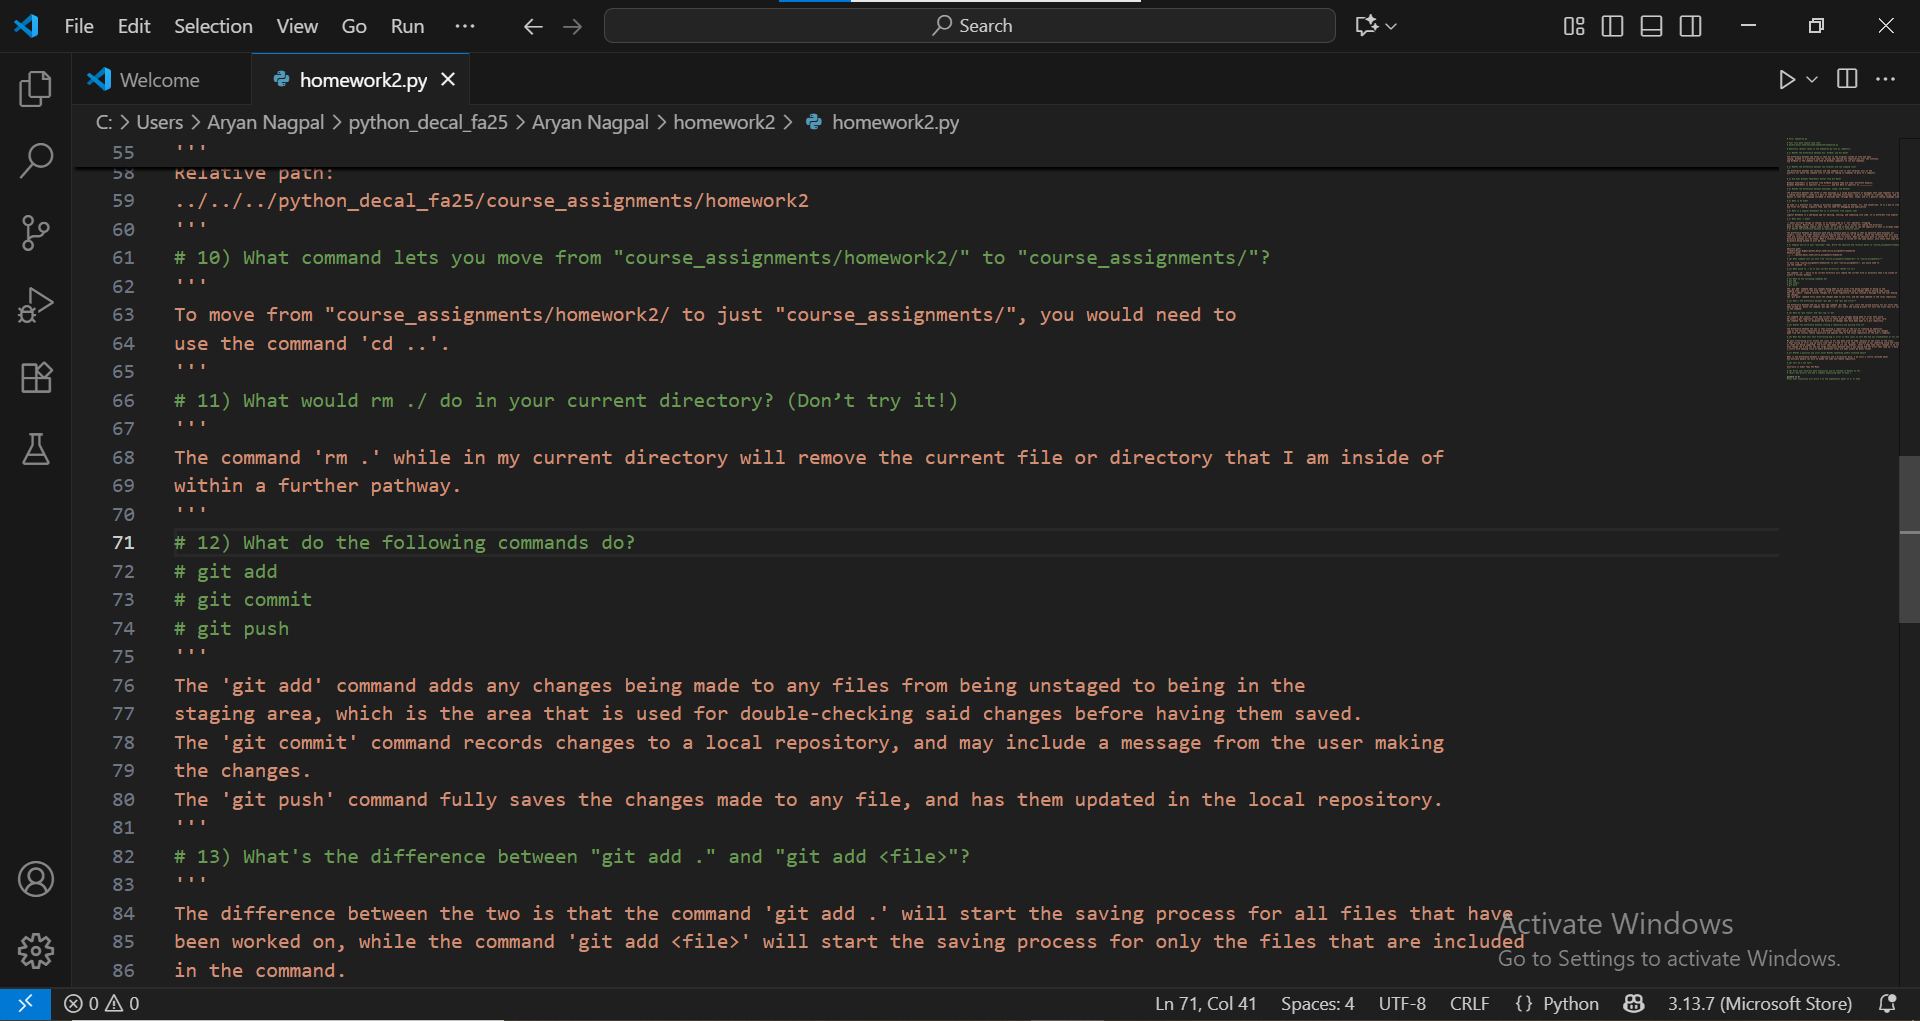 File Edit Selection View Go Run ··· Search
Welcome homework2.py
C: > Users > Aryan Nagpal > python_decal_fa25 > Aryan Nagpal > homework2 > homework2.py
55 '''
58 Relative path:
59 ../../../python_decal_fa25/course_assignments/homework2
60 '''
61 # 10) What command lets you move from "course_assignments/homework2/" to "course_assignments/"?
62 '''
63 To move from "course_assignments/homework2/ to just "course_assignments/", you would need to
64 use the command 'cd ..'.
65 '''
66 # 11) What would rm ./ do in your current directory? (Don’t try it!)
67 '''
68 The command 'rm .' while in my current directory will remove the current file or directory that I am inside of
69 within a further pathway.
70 '''
71 # 12) What do the following commands do?
72 # git add
73 # git commit
74 # git push
75 '''
76 The 'git add' command adds any changes being made to any files from being unstaged to being in the
77 staging area, which is the area that is used for double-checking said changes before having them saved.
78 The 'git commit' command records changes to a local repository, and may include a message from the user making
79 the changes.
80 The 'git push' command fully saves the changes made to any file, and has them updated in the local repository.
81 '''
82 # 13) What's the difference between "git add ." and "git add <file>"?
83 '''
84 The difference between the two is that the command 'git add .' will start the saving process for all files that have
85 been worked on, while the command 'git add <file>' will start the saving process for only the files that are included
86 in the command.
Activate Windows
Go to Settings to activate Windows.
0 0 Ln 71, Col 41 Spaces: 4 UTF-8 CRLF {} Python 3.13.7 (Microsoft Store)